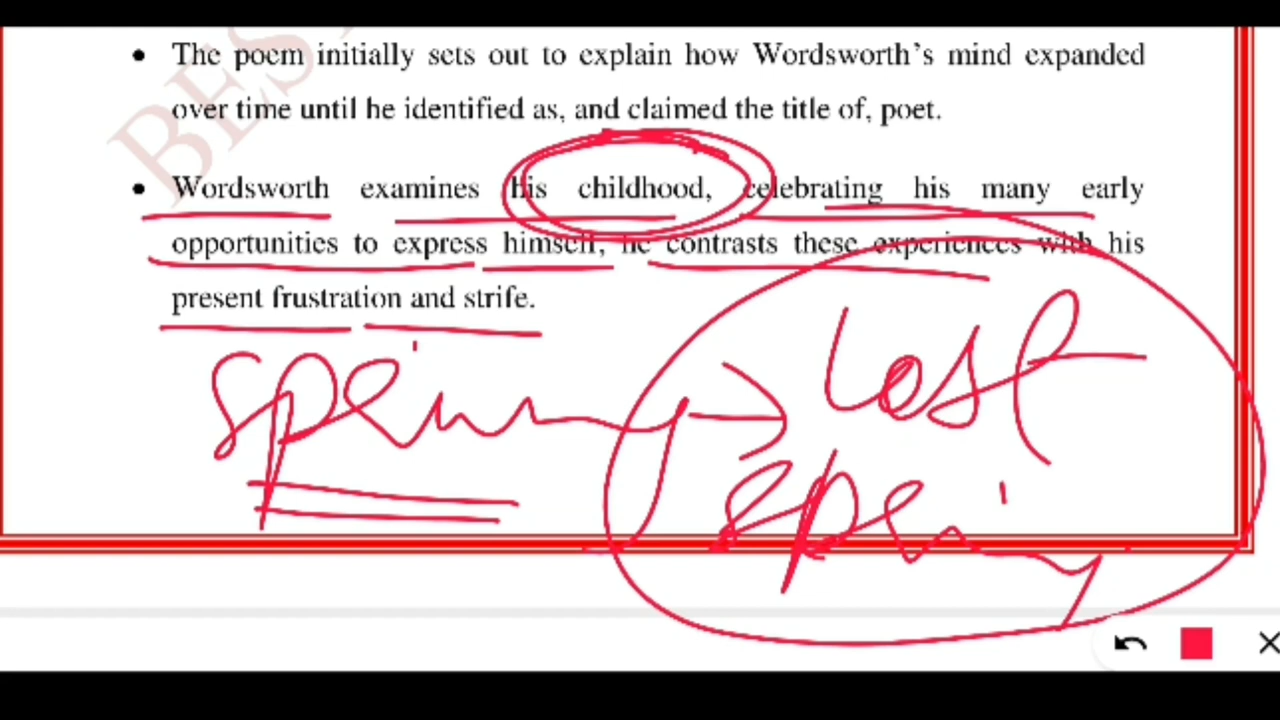 BEST
• The poem initially sets out to explain how Wordsworth's mind expanded
over time until he identified as, and claimed the title of, poet.
• Wordsworth examines his childhood, celebrating his many early
opportunities to express himself; he contrasts these experiences with his
present frustration and strife.
lost
spring